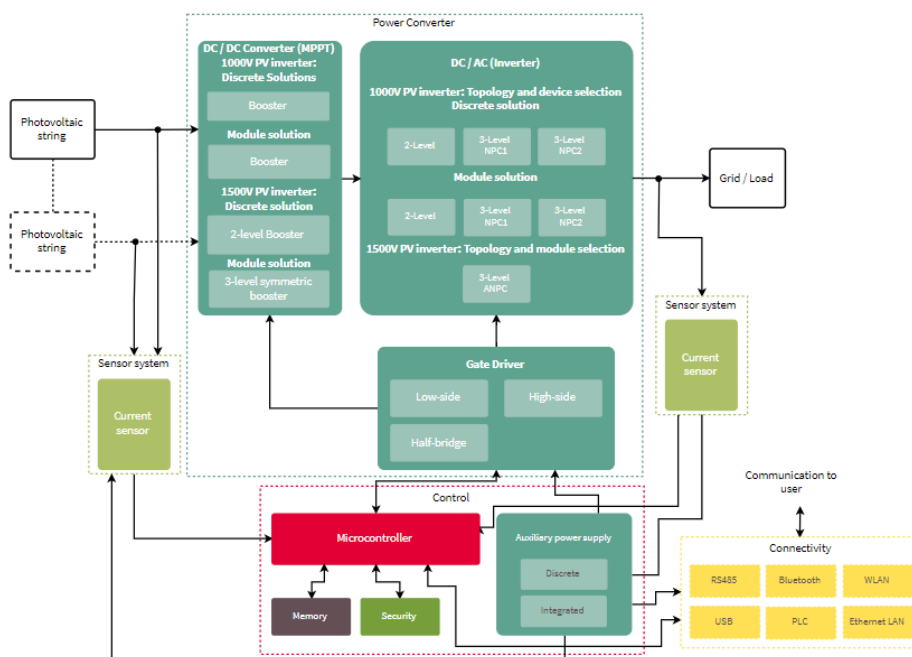 Power Converter
DC / DC Converter (MPPT)
1000V PV inverter:
Discrete Solutions
Booster
Module solution
Booster
1500V PV inverter:
Discrete solution
2-level Booster
Module solution
3-level symmetric
booster
DC / AC (Inverter)
1000V PV inverter: Topology and device selection
Discrete solution
2-Level
3-Level
NPC1
3-Level
NPC2
Module solution
2-Level
3-Level
NPC1
3-Level
NPC2
1500V PV inverter: Topology and module selection
3-Level
ANPC
Photovoltaic
string
Photovoltaic
string
Grid / Load
Sensor system
Current
sensor
Sensor system
Current
sensor
Gate Driver
Low-side
High-side
Half-bridge
Control
Microcontroller
Memory
Security
Auxiliary power supply
Discrete
Integrated
Communication to
user
Connectivity
RS485
Bluetooth
WLAN
USB
PLC
Ethernet LAN